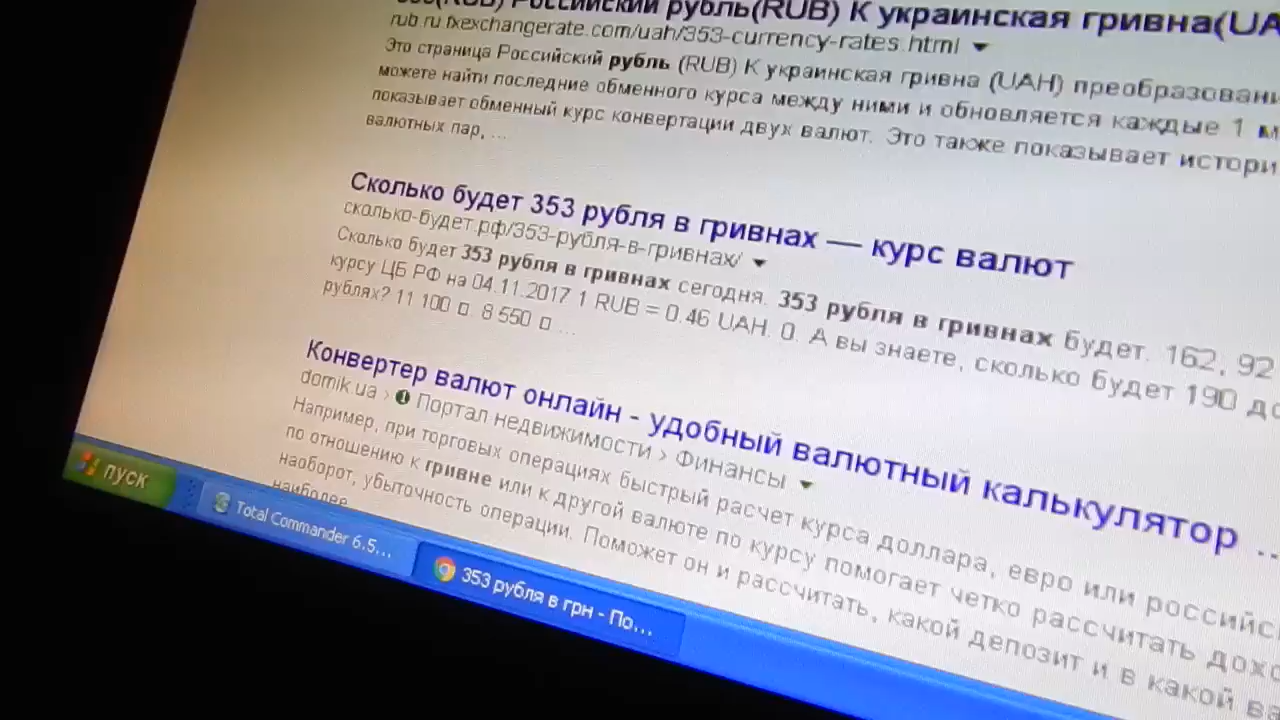 Российский рубль(RUB) К украинская гривна(UA
rub.ru.fxexchangerate.com/uah/353-currency-rates.html
Это страница Российский рубль (RUB) К украинская гривна (UAH) преобразовани
можете найти последние обменного курса между ними и обновляется каждые 1 м
показывает обменный курс конвертации двух валют. Это также показывает истори
валютных пар, ...
Сколько будет 353 рубля в гривнах — курс валют
сколько-будет.рф/353-рубля-в-гривнах/
Сколько будет 353 рубля в гривнах сегодня. 353 рубля в гривнах будет. 162, 92
курсу ЦБ РФ на 04.11.2017 1 RUB = 0.46 UAH. 0. А вы знаете, сколько будет 190 до
рублях? 11 100 р. 8 550 р ...
Конвертер валют онлайн - удобный валютный калькулятор ...
domik.ua › Портал недвижимости › Финансы
Например, при торговых операциях быстрый расчет курса доллара, евро или российс
по отношению к гривне или к другой валюте по курсу помогает четко рассчитать дохо
наоборот, убыточность операции. Поможет он и рассчитать, какой депозит и в какой ва
наиболее
пуск
Total Commander 6.5...
353 рубля в грн - По...